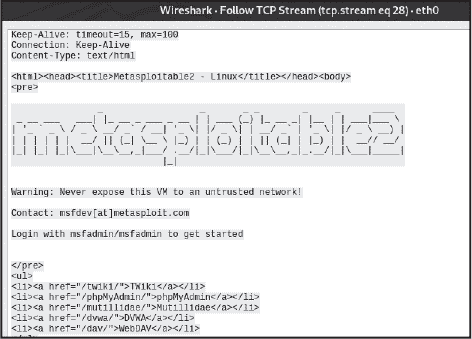 Wireshark · Follow TCP Stream (tcp.stream eq 28) · eth0
Keep-Alive: timeout=15, max=100
Connection: Keep-Alive
Content-Type: text/html
<html><head><title>Metasploitable2 - Linux</title></head><body>
<pre>
Warning: Never expose this VM to an untrusted network!
Contact: msfdev[at]metasploit.com
Login with msfadmin/msfadmin to get started
</pre>
<ul>
<li><a href="/twiki/">TWiki</a></li>
<li><a href="/phpMyAdmin/">phpMyAdmin</a></li>
<li><a href="/mutillidae/">Mutillidae</a></li>
<li><a href="/dvwa/">DVWA</a></li>
<li><a href="/dav/">WebDAV</a></li>